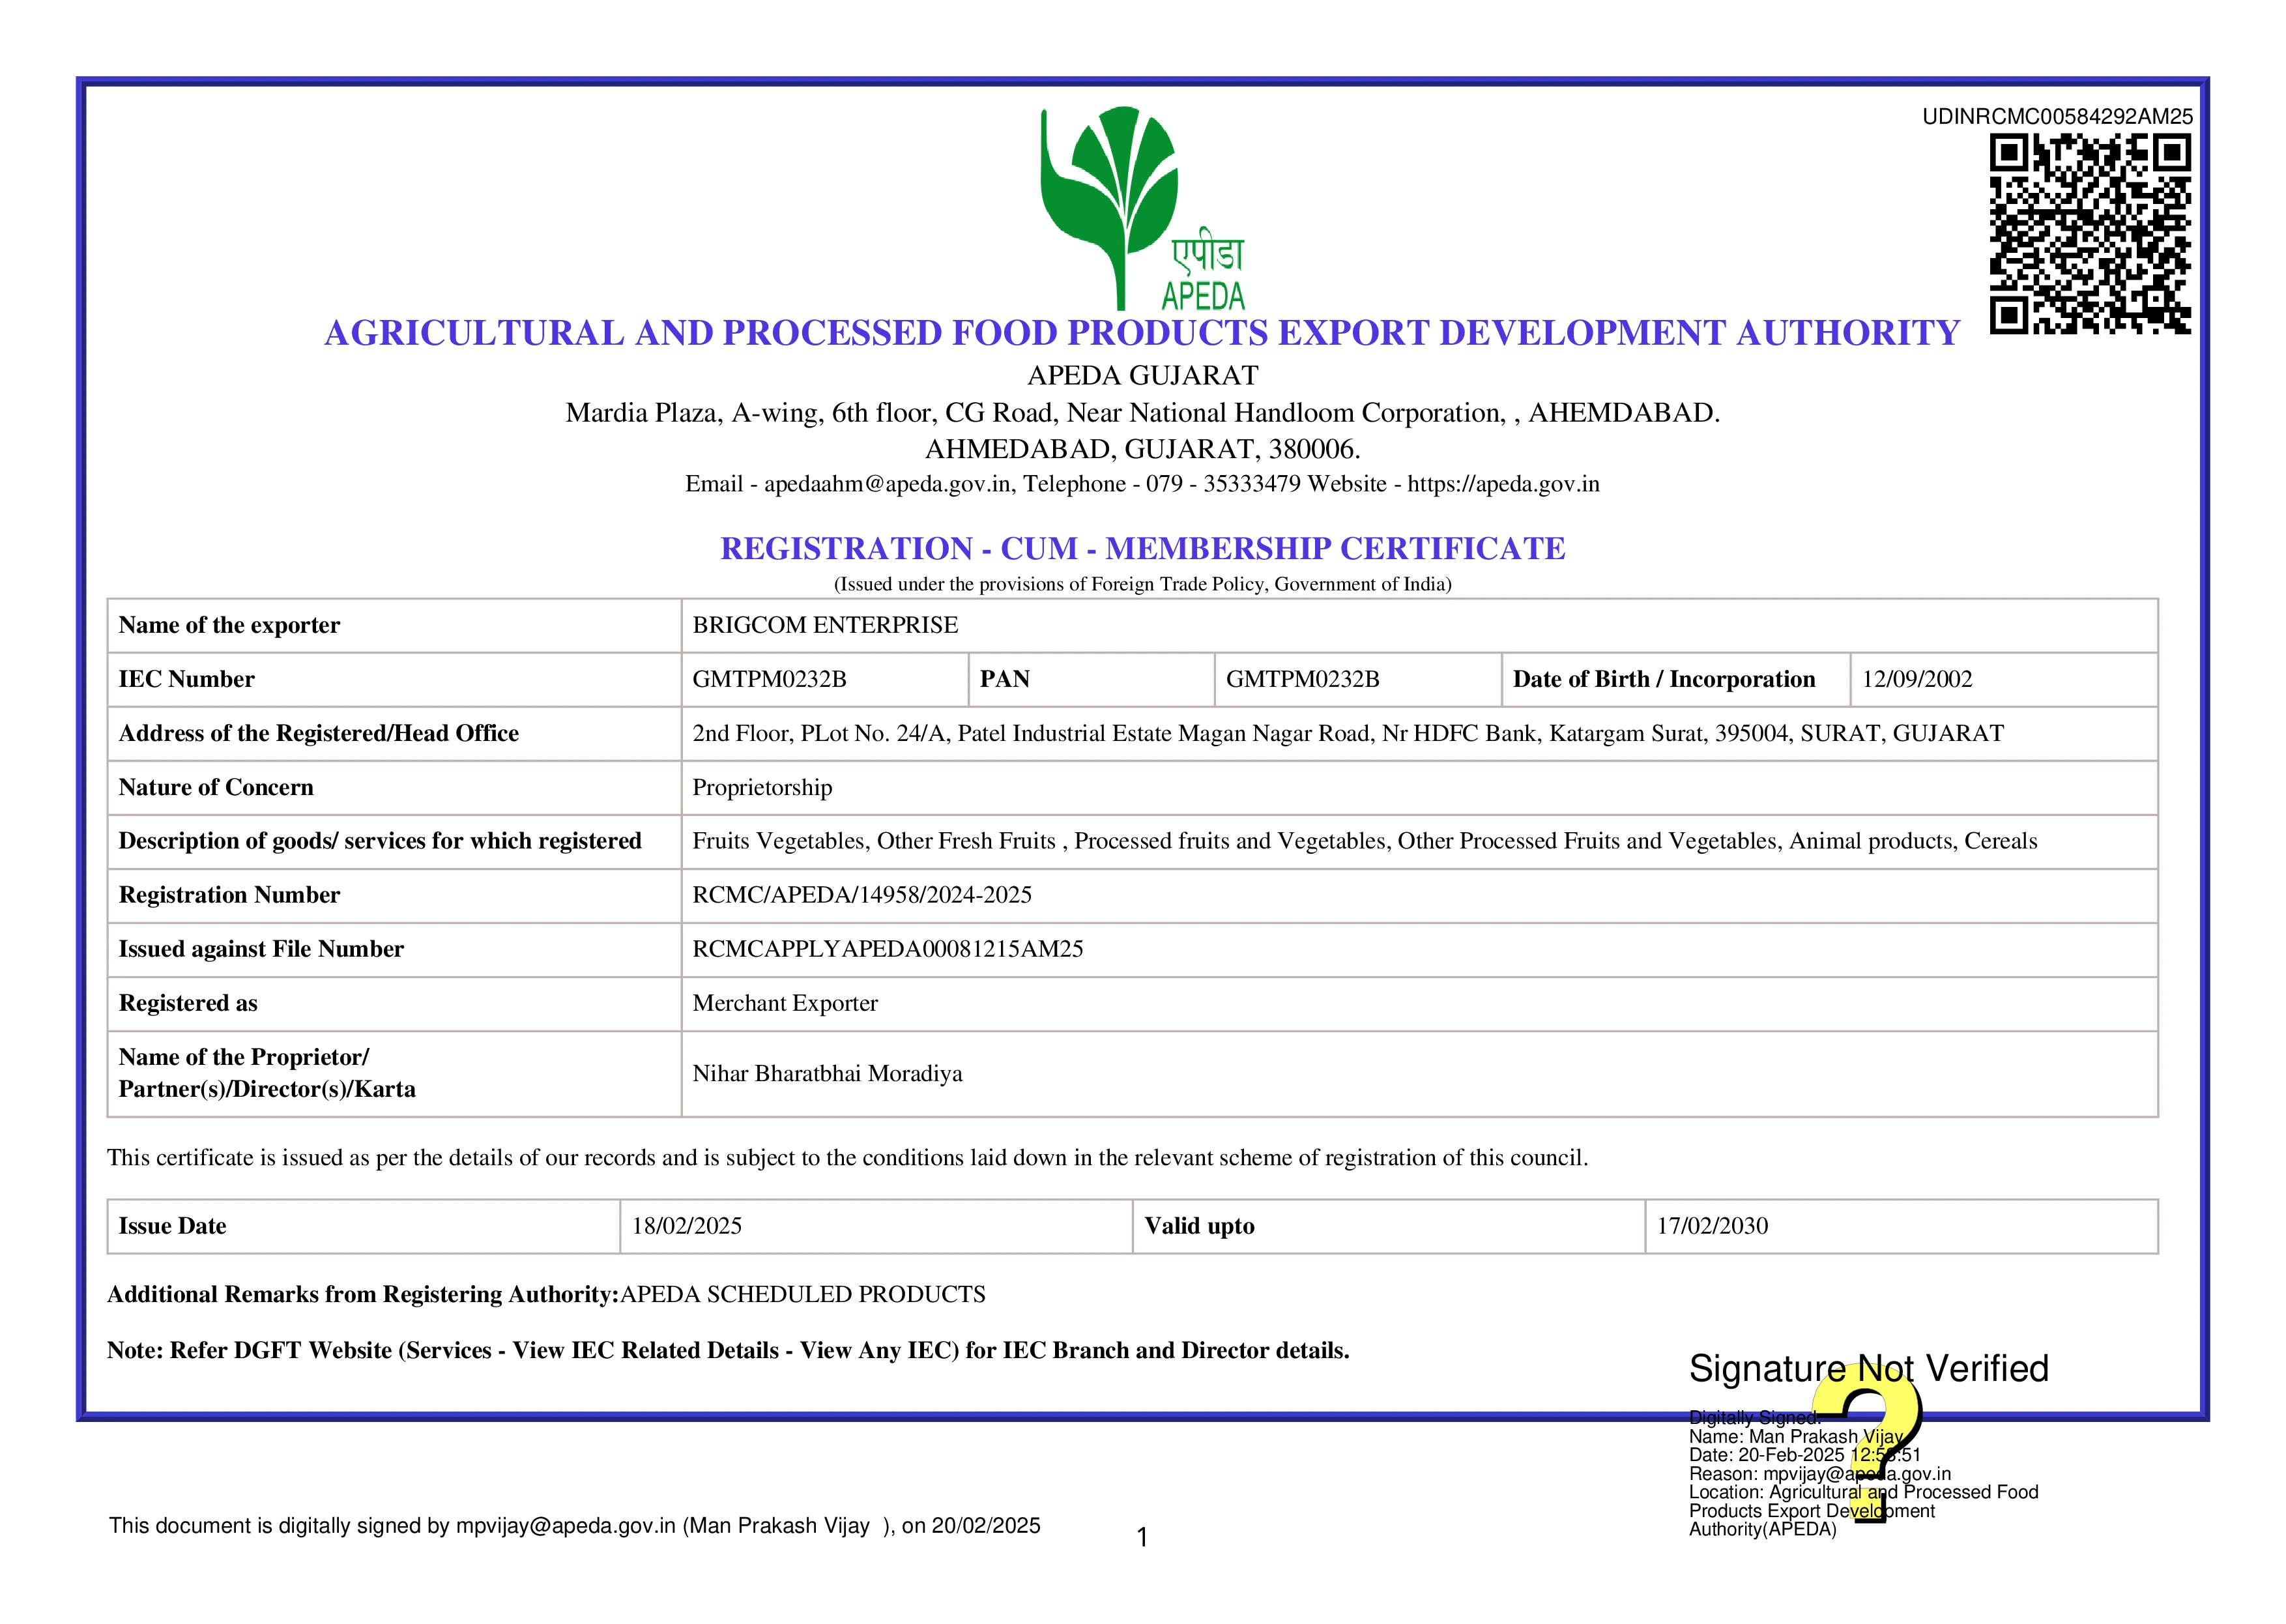 UDINRCMC00584292AM25
एपीडा
APEDA
AGRICULTURAL AND PROCESSED FOOD PRODUCTS EXPORT DEVELOPMENT AUTHORITY
APEDA GUJARAT
Mardia Plaza, A-wing, 6th floor, CG Road, Near National Handloom Corporation, , AHEMDABAD.
AHMEDABAD, GUJARAT, 380006.
Email - apedaahm@apeda.gov.in, Telephone - 079 - 35333479 Website - https://apeda.gov.in
REGISTRATION - CUM - MEMBERSHIP CERTIFICATE
(Issued under the provisions of Foreign Trade Policy, Government of India)
Name of the exporter BRIGCOM ENTERPRISE
IEC Number GMTPM0232B PAN GMTPM0232B Date of Birth / Incorporation 12/09/2002
Address of the Registered/Head Office 2nd Floor, PLot No. 24/A, Patel Industrial Estate Magan Nagar Road, Nr HDFC Bank, Katargam Surat, 395004, SURAT, GUJARAT
Nature of Concern Proprietorship
Description of goods/ services for which registered Fruits Vegetables, Other Fresh Fruits , Processed fruits and Vegetables, Other Processed Fruits and Vegetables, Animal products, Cereals
Registration Number RCMC/APEDA/14958/2024-2025
Issued against File Number RCMCAPPLYAPEDA00081215AM25
Registered as Merchant Exporter
Name of the Proprietor/
Partner(s)/Director(s)/Karta Nihar Bharatbhai Moradiya
This certificate is issued as per the details of our records and is subject to the conditions laid down in the relevant scheme of registration of this council.
Issue Date 18/02/2025 Valid upto 17/02/2030
Additional Remarks from Registering Authority:APEDA SCHEDULED PRODUCTS
Note: Refer DGFT Website (Services - View IEC Related Details - View Any IEC) for IEC Branch and Director details.
Signature Not Verified
Digitally Signed.
Name: Man Prakash Vijay
Date: 20-Feb-2025
Reason: mpvijay@apeda.gov.in
Location: Agricultural and Processed Food
Products Export Development
Authority(APEDA)
This document is digitally signed by mpvijay@apeda.gov.in (Man Prakash Vijay ), on 20/02/2025
1